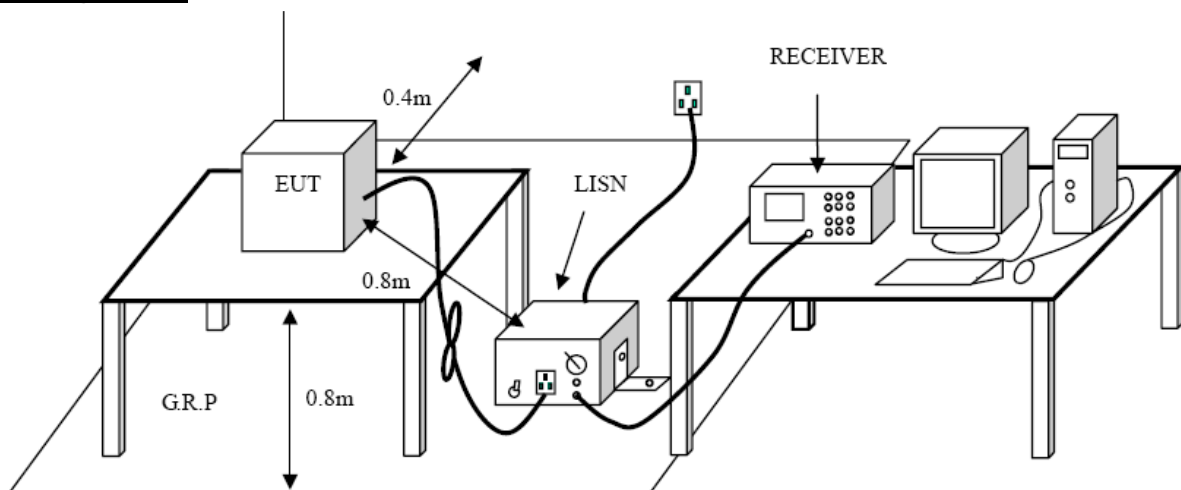 0.4m
RECEIVER
EUT
LISN
0.8m
G.R.P
0.8m